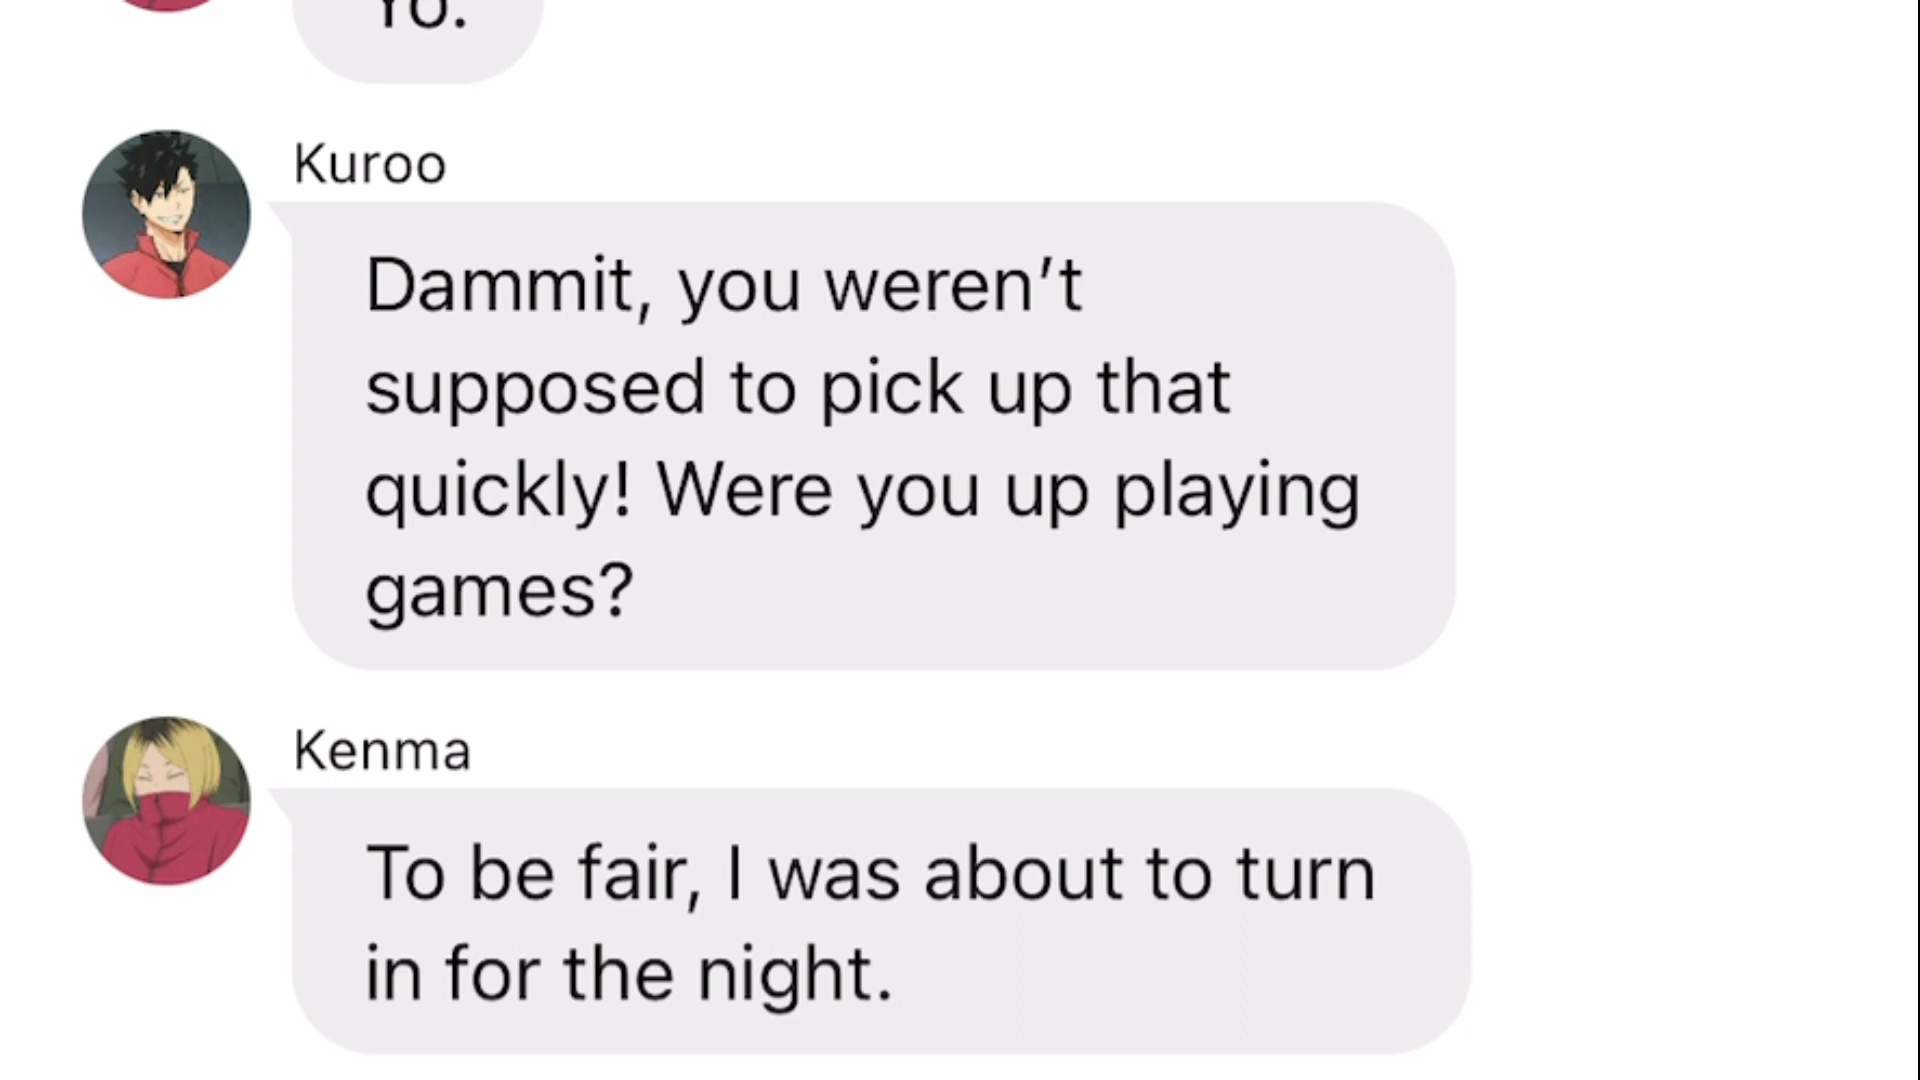 Yo.
Kuroo
Dammit, you weren’t
supposed to pick up that
quickly! Were you up playing
games?
Kenma
To be fair, I was about to turn
in for the night.